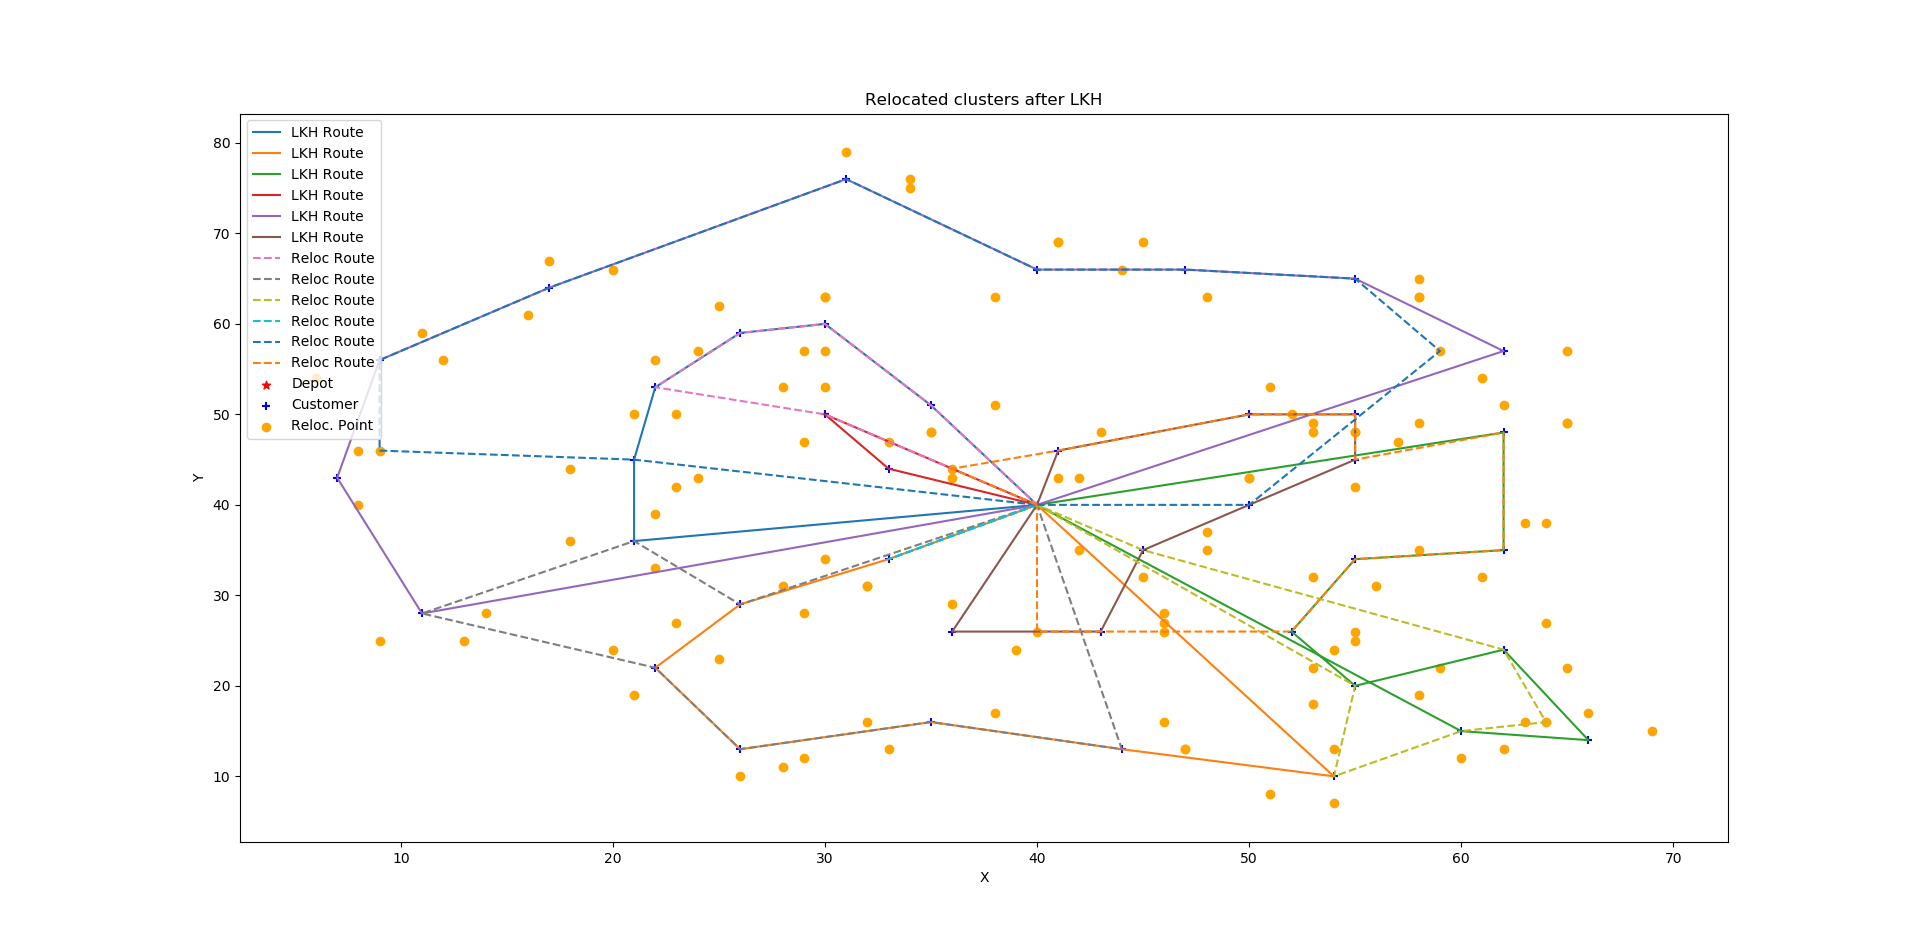 Relocated clusters after LKH
LKH Route
LKH Route
LKH Route
LKH Route
LKH Route
LKH Route
Reloc Route
Reloc Route
Reloc Route
Reloc Route
Reloc Route
Reloc Route
Depot
Customer
Reloc. Point
Y
80
70
60
50
40
30
20
10
10 20 30 40 50 60 70
X